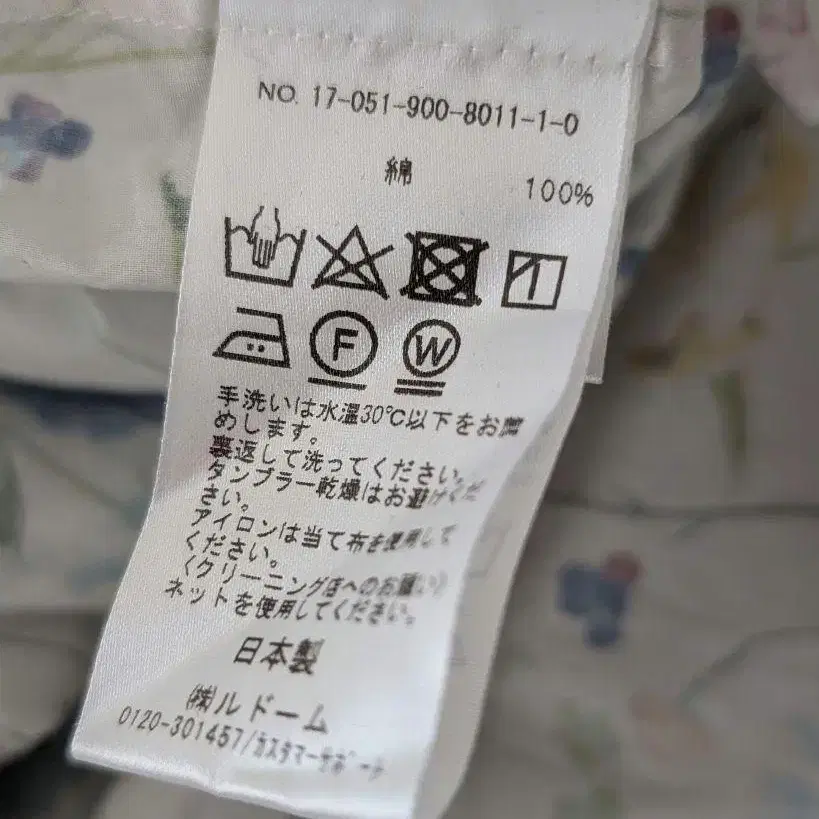 NO. 17-051-900-8011-1-0
綿 100%
F W
手洗いは水温30℃以下をお薦
めします。
裏返して洗ってください。
タンブラー乾燥はお避けくだ
さい。
アイロンは当て布を使用して
ください。
〈クリーニング店へのお願い〉
ネットを使用してください。
日本製
㈱ルドーム
0120-301457/カスタマーサポート